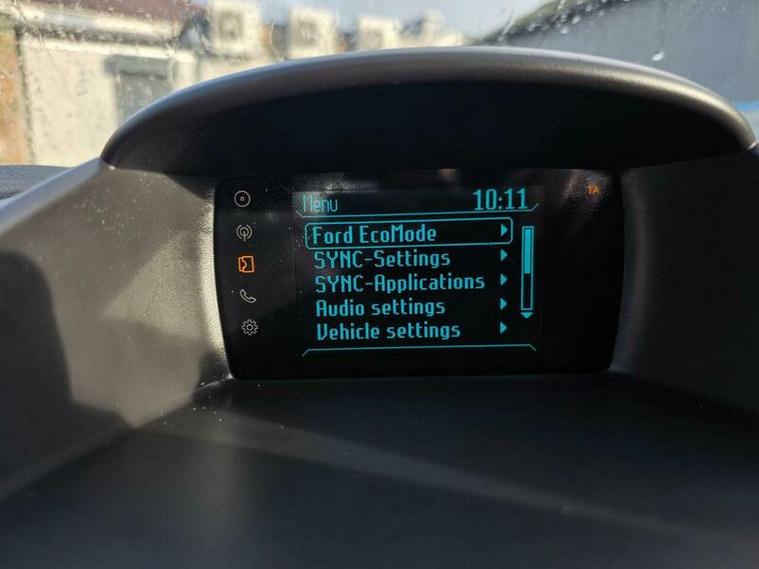 Menu 10:11
TA
Ford EcoMode
SYNC-Settings
SYNC-Applications
Audio settings
Vehicle settings